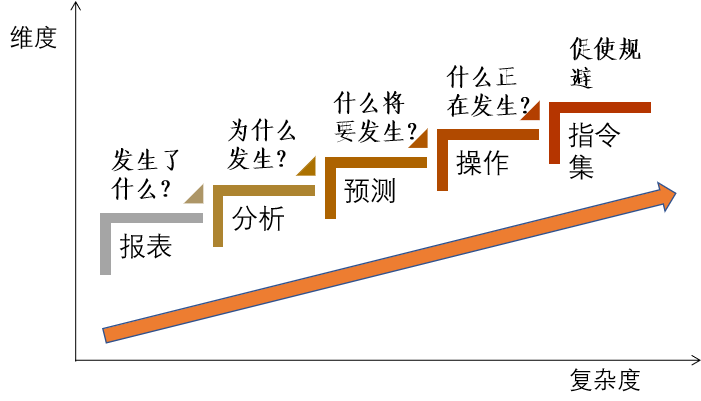 维度
发生了
什么？
报表
为什么
发生？
分析
什么将
要发生？
预测
什么正
在发生？
操作
促使规
避
指令
集
复杂度